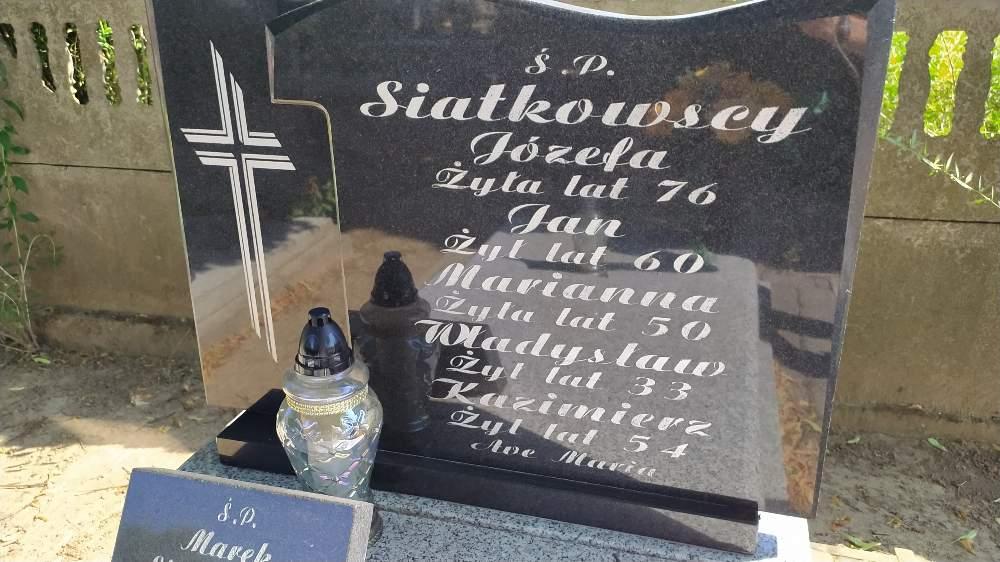 Ś.P.
Siatkowscy
Józefa
Żyła lat 76
Jan
Żył lat 60
Marianna
Żyła lat 50
Władysław
Żył lat 33
Kazimierz
Żył lat 54
Ave Maria
Ś.P.
Marek